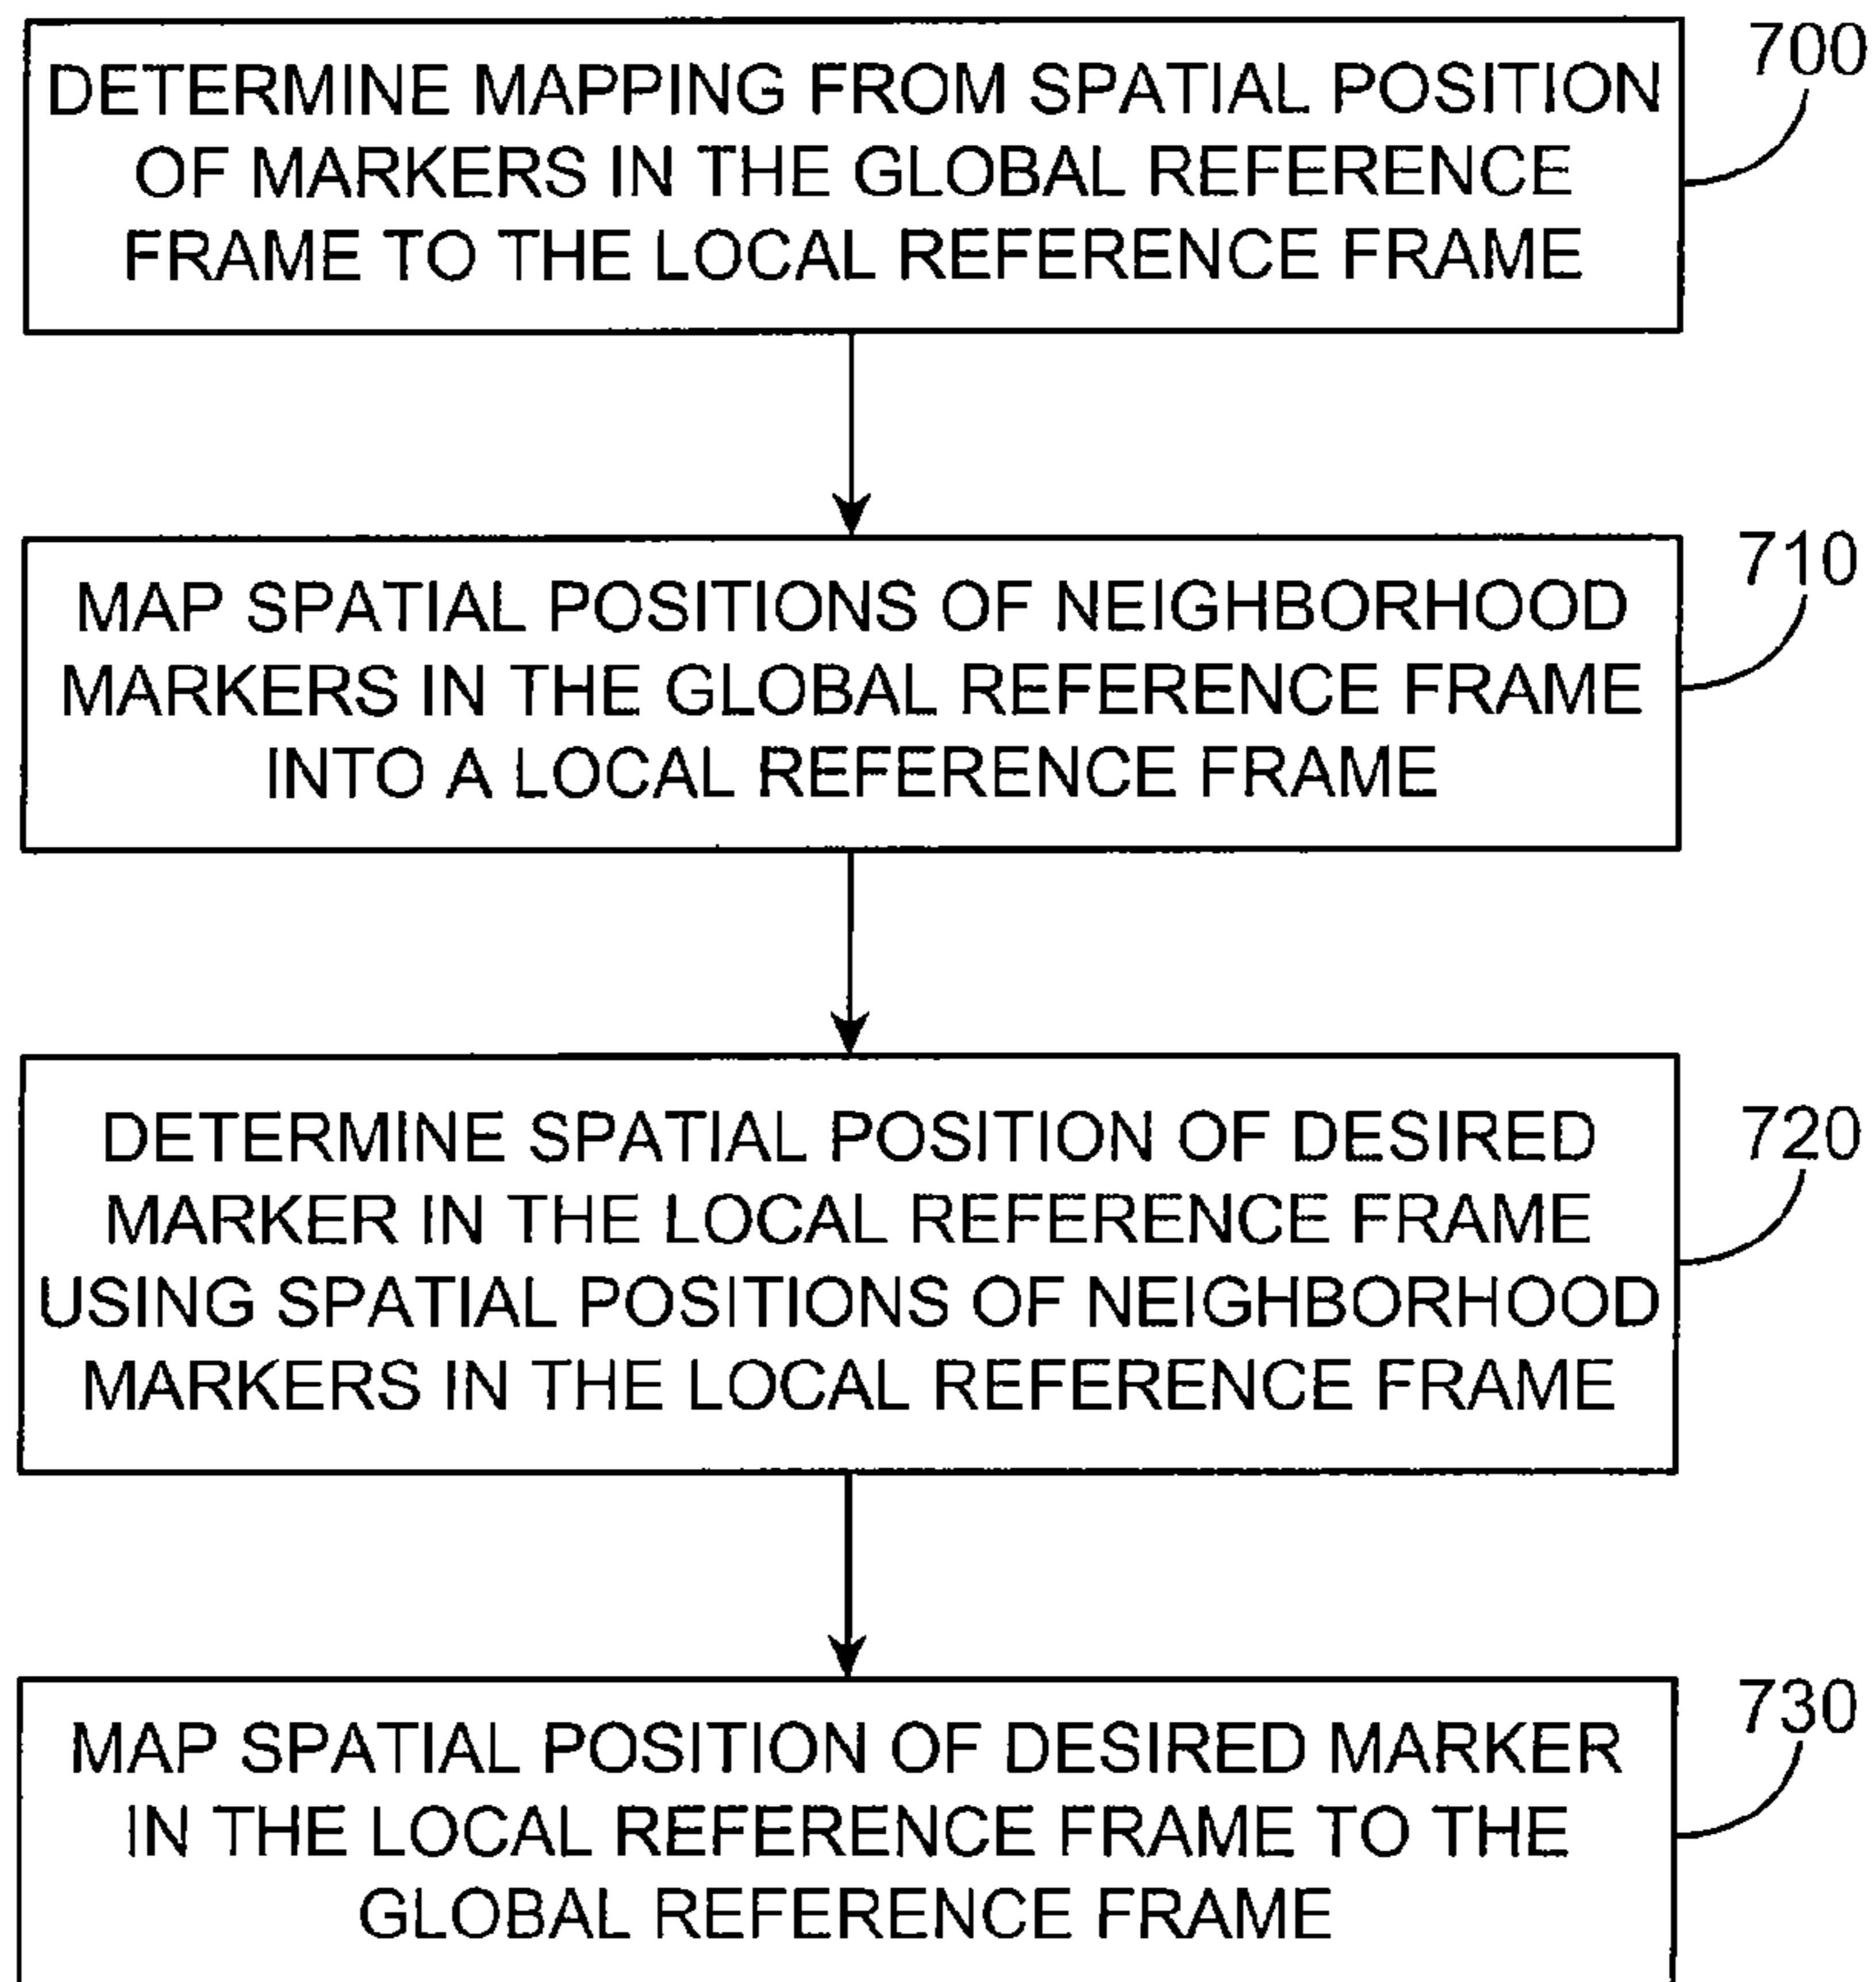 700
DETERMINE MAPPING FROM SPATIAL POSITION
OF MARKERS IN THE GLOBAL REFERENCE
FRAME TO THE LOCAL REFERENCE FRAME
710
MAP SPATIAL POSITIONS OF NEIGHBORHOOD
MARKERS IN THE GLOBAL REFERENCE FRAME
INTO A LOCAL REFERENCE FRAME
720
DETERMINE SPATIAL POSITION OF DESIRED
MARKER IN THE LOCAL REFERENCE FRAME
USING SPATIAL POSITIONS OF NEIGHBORHOOD
MARKERS IN THE LOCAL REFERENCE FRAME
730
MAP SPATIAL POSITION OF DESIRED MARKER
IN THE LOCAL REFERENCE FRAME TO THE
GLOBAL REFERENCE FRAME